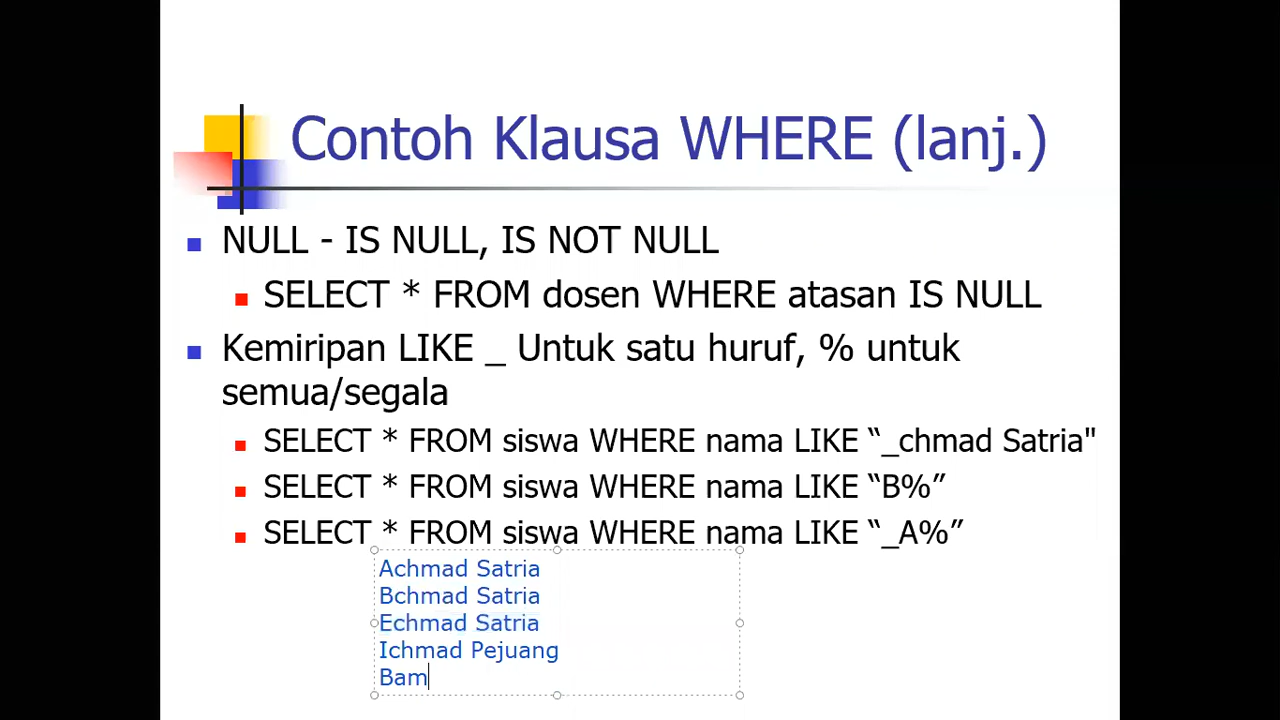 Contoh Klausa WHERE (lanj.)
NULL - IS NULL, IS NOT NULL
SELECT * FROM dosen WHERE atasan IS NULL
Kemiripan LIKE _ Untuk satu huruf, % untuk
semua/segala
SELECT * FROM siswa WHERE nama LIKE “_chmad Satria"
SELECT * FROM siswa WHERE nama LIKE “B%”
SELECT * FROM siswa WHERE nama LIKE “_A%”
Achmad Satria
Bchmad Satria
Echmad Satria
Ichmad Pejuang
Bam